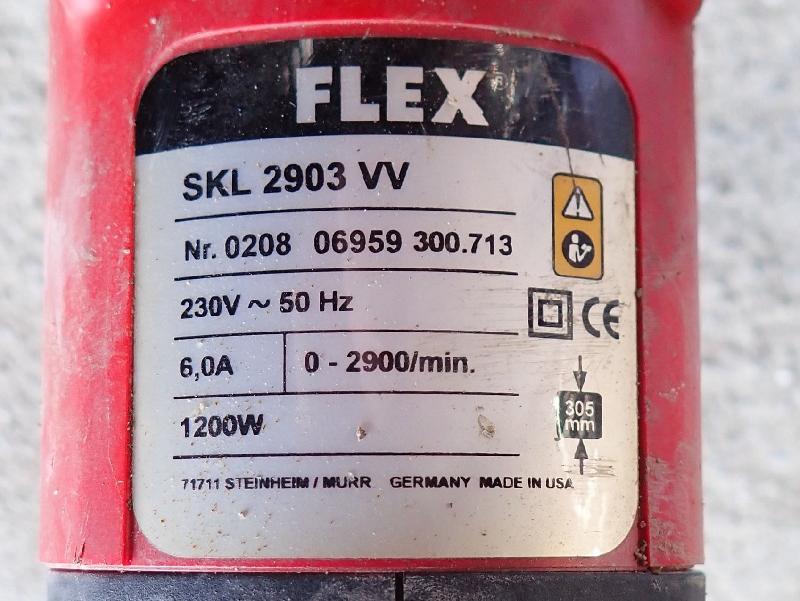 FLEX
SKL 2903 VV
Nr. 0208 06959 300.713
230V ~ 50 Hz
CE
6,0A 0 - 2900/min.
305
mm
1200W
71711 STEINHEIM / MURR GERMANY MADE IN USA